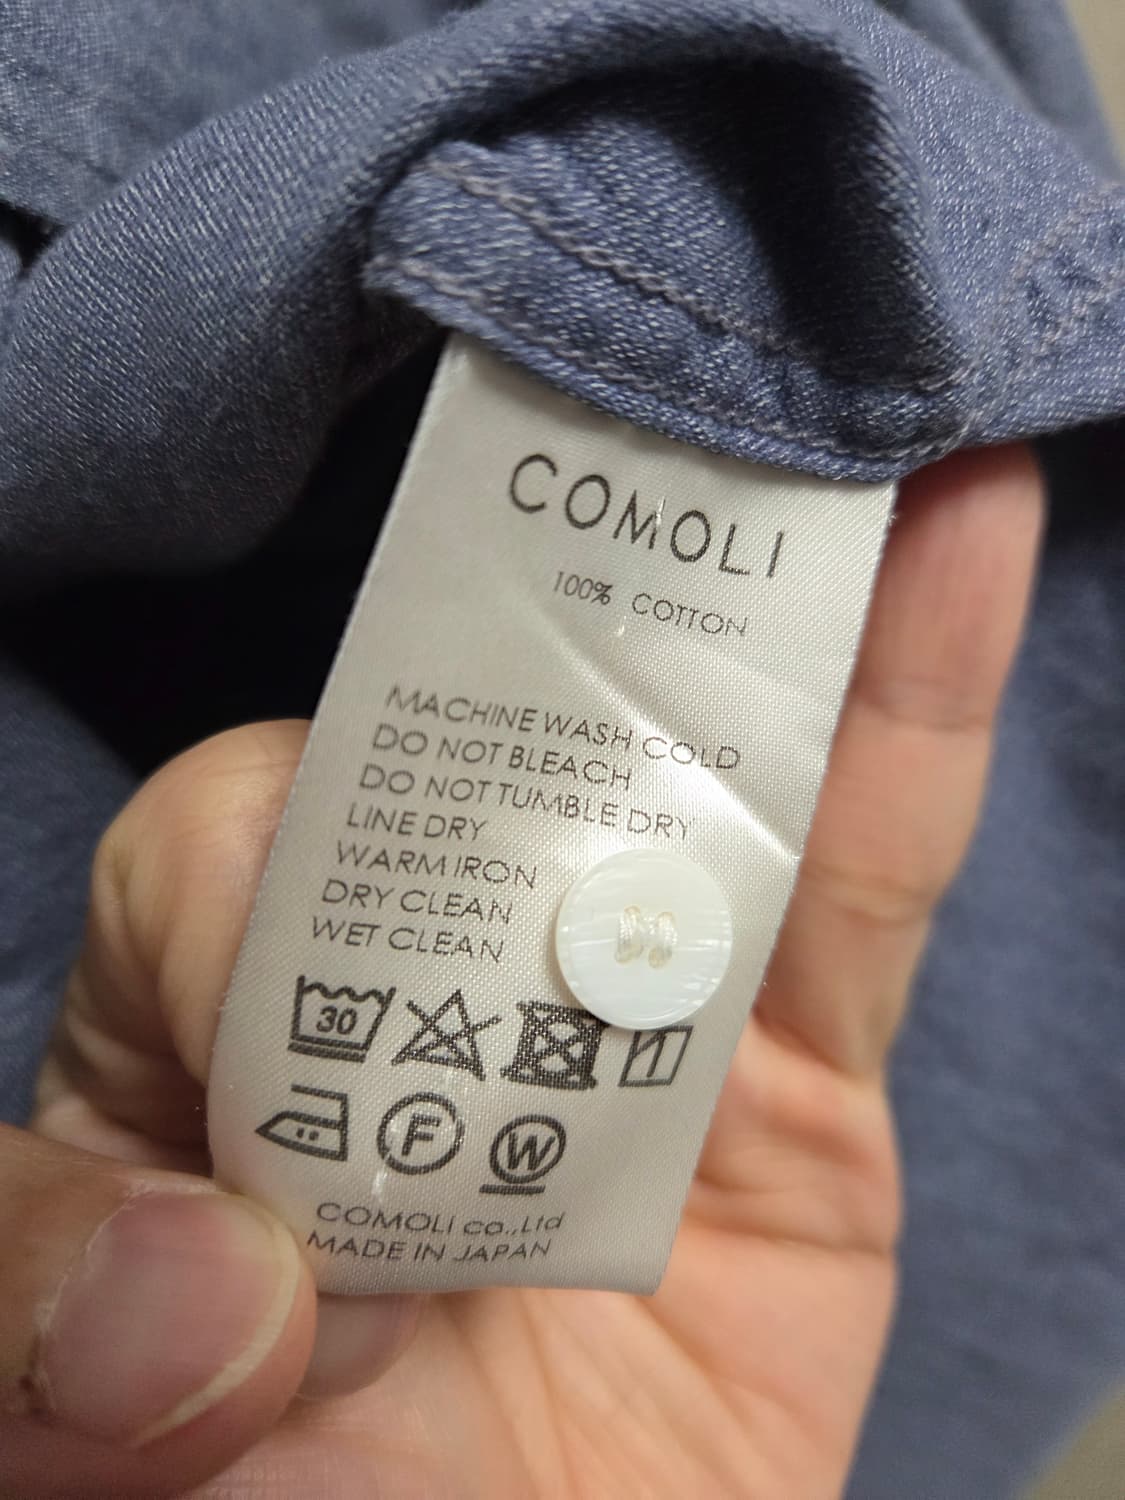 COMOLI
100% COTTON
MACHINE WASH COLD
DO NOT BLEACH
DO NOT TUMBLE DRY
LINE DRY
WARM IRON
DRY CLEAN
WET CLEAN
30
F W
COMOLI co.,Ltd
MADE IN JAPAN